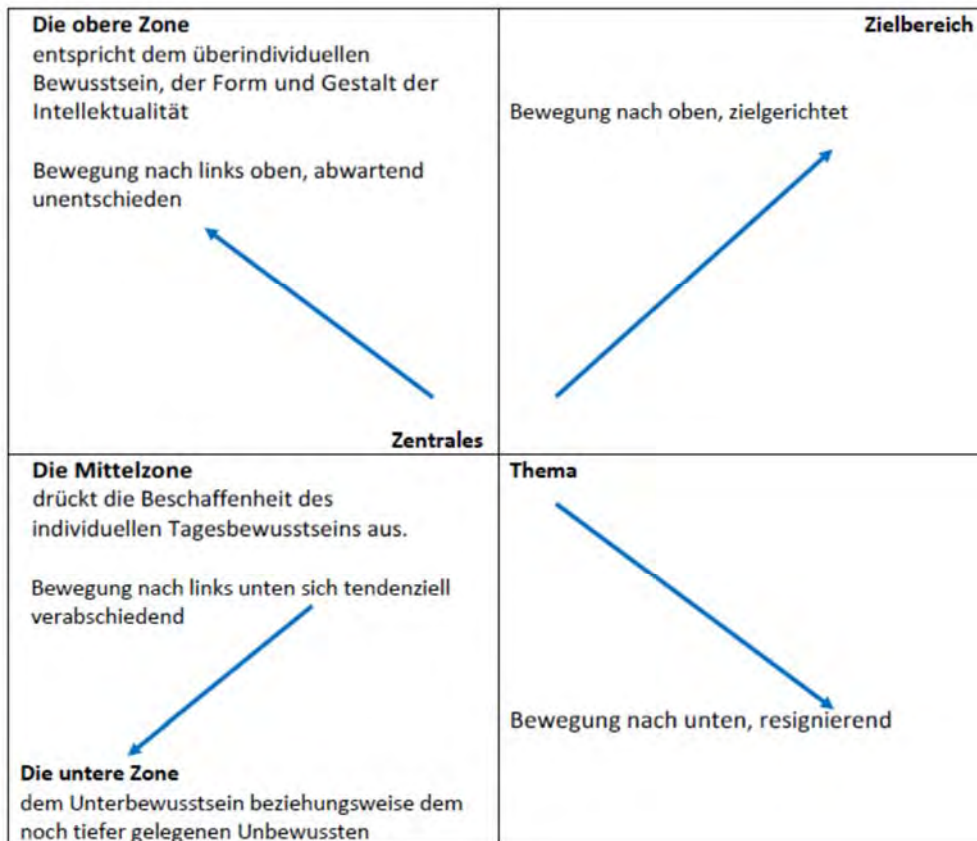 Die obere Zone
entspricht dem überindividuellen
Bewusstsein, der Form und Gestalt der
Intellektualität
Bewegung nach links oben, abwartend
unentschieden
Zentrales
Zielbereich
Bewegung nach oben, zielgerichtet
Die Mittelzone
drückt die Beschaffenheit des
individuellen Tagesbewusstseins aus.
Bewegung nach links unten sich tendenziell
verabschiedend
Die untere Zone
dem Unterbewusstsein beziehungsweise dem
noch tiefer gelegenen Unbewussten
Thema
Bewegung nach unten, resignierend